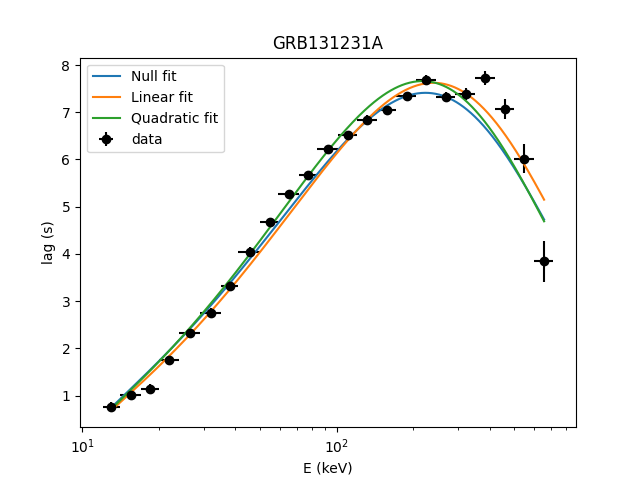 GRB131231A
Null fit
Linear fit
Quadratic fit
data
8
7
6
5
4
3
2
1
lag (s)
10¹
10²
E (keV)